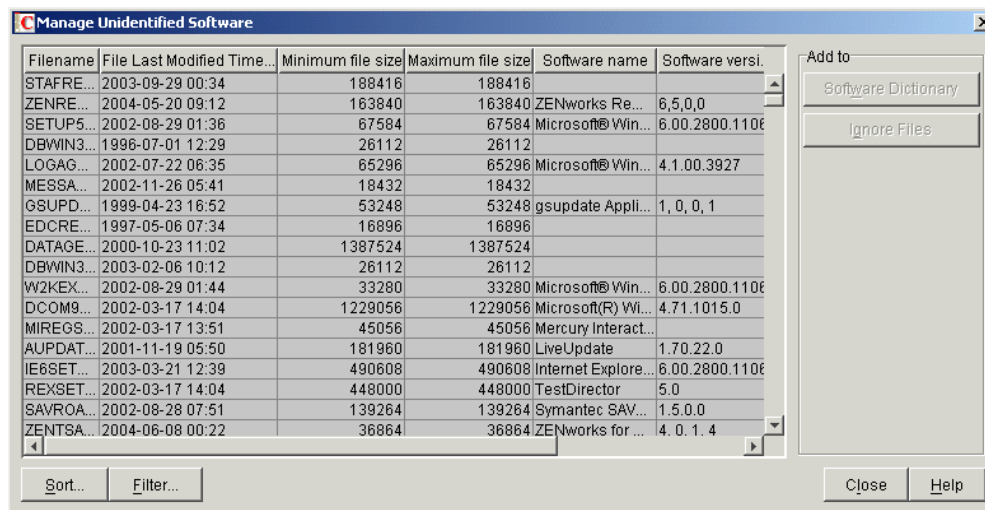 Manage Unidentified Software
Filename File Last Modified Time... Minimum file size Maximum file size Software name Software versi.
STAFRE... 2003-09-29 00:34 188416 188416
ZENRE... 2004-05-20 09:12 163840 163840 ZENworks Re... 6,5,0,0
SETUP5... 2002-08-29 01:36 67584 67584 Microsoft® Win... 6.00.2800.1106
DBWIN3... 1996-07-01 12:29 26112 26112
LOGAG... 2002-07-22 06:35 65296 65296 Microsoft® Win... 4.1.00.3927
MESSA... 2002-11-26 05:41 18432 18432
GSUPD... 1999-04-23 16:52 53248 53248 gsupdate Appli... 1, 0, 0, 1
EDCRE... 1997-05-06 07:34 16896 16896
DATAGE... 2000-10-23 11:02 1387524 1387524
DBWIN3... 2003-02-06 10:12 26112 26112
W2KEX... 2002-08-29 01:44 33280 33280 Microsoft® Win... 6.00.2800.1106
DCOM9... 2002-03-17 14:04 1229056 1229056 Microsoft(R) Wi... 4.71.1015.0
MIREGS... 2002-03-17 13:51 45056 45056 Mercury Interact...
AUPDAT... 2001-11-19 05:50 181960 181960 LiveUpdate 1.70.22.0
IE6SET... 2003-03-21 12:39 490608 490608 Internet Explore... 6.00.2800.1106
REXSET... 2002-03-17 14:04 448000 448000 TestDirector 5.0
SAVROA... 2002-08-28 07:51 139264 139264 Symantec SAV... 1.5.0.0
ZENTSA... 2004-06-08 00:22 36864 36864 ZENworks for ... 4. 0. 1. 4
Add to
Software Dictionary
Ignore Files
Sort... Filter... Close Help